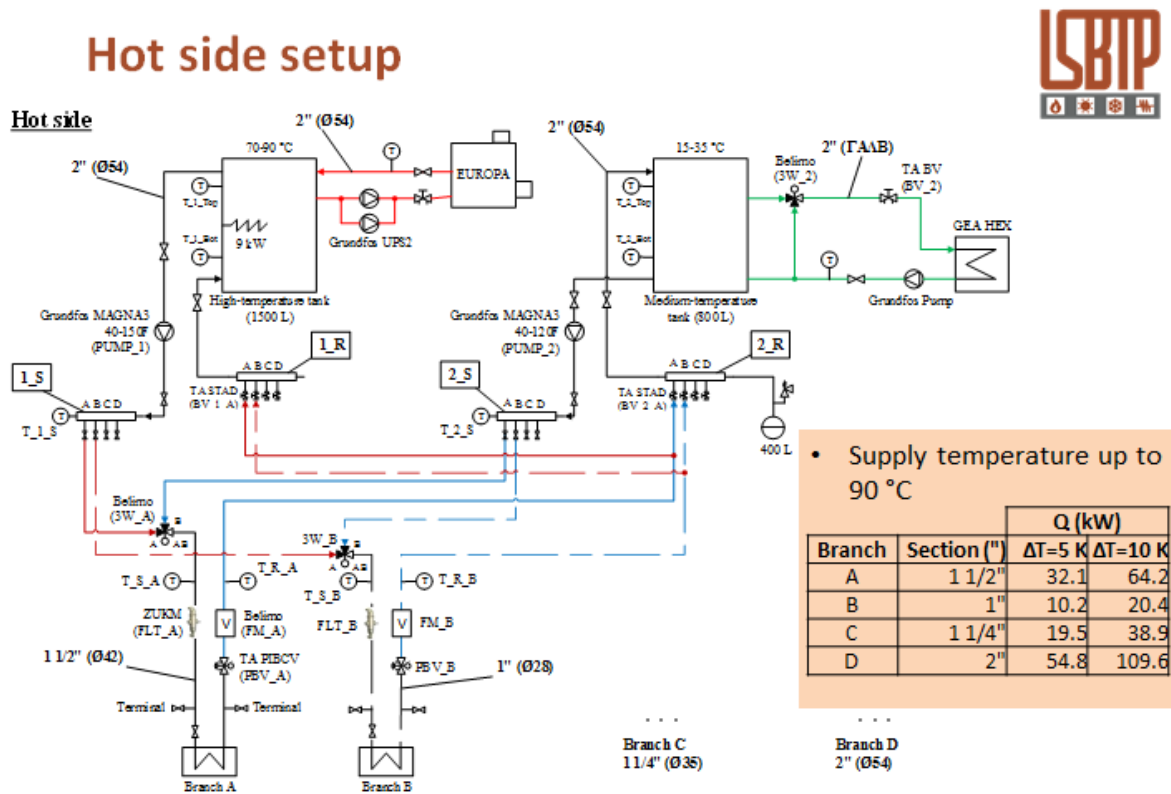 Hot side setup
LSBTP
Hot side
2" (Ø54)
70-90 °C
2" (Ø54)
T
EUROPA
T
T_1_Top
9 kW
T
T_1_Bot
Grundfos UPS2
High-temperature tank
(1500 L)
Grundfos MAGNA3
40-150F
(PUMP_1)
1_S
1_R
A B C D
TA STAD
(BV 1 A)
A B C D
T
T_1_S
2" (Ø54)
15-35 °C
Belimo
(3W_2)
2" (ΓΑΛΒ)
TA BV
(BV_2)
GEA HEX
T
T
T
T_2_Bot
Grundfos Pump
Medium-temperature
tank (800 L)
Grundfos MAGNA3
40-120F
(PUMP_2)
2_S
2_R
A B C D
TA STAD
(BV 2 A)
A B C D
T
T_2_S
400 L
Belimo
(3W_A)
B
A
AB
3W_B
B
A
AB
T_S_A
T
T
T_R_A
T
T_S_B
T
T_R_B
ZUKM
(FLT_A)
V
Belimo
(FM_A)
FLT_B
V
FM_B
TA PIBCV
(PBV_A)
PBV_B
1 1/2" (Ø42)
1" (Ø28)
Terminal
Terminal
Branch A
Branch B
. . .
Branch C
1 1/4" (Ø35)
. . .
Branch D
2" (Ø54)
• Supply temperature up to
90 °C
Q (kW)
Branch Section (") ΔT=5 K ΔT=10 K
A 1 1/2" 32.1 64.2
B 1" 10.2 20.4
C 1 1/4" 19.5 38.9
D 2" 54.8 109.6